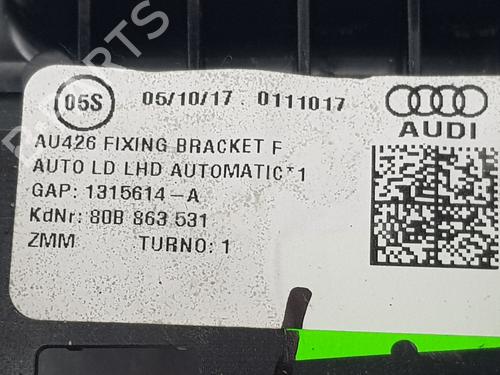 05S
05/10/17 . 0111017
AUDI
AU426 FIXING BRACKET F
AUTO LD LHD AUTOMATIC*1
GAP: 1315614-A
KdNr: 80B 863 531
ZMM TURNO: 1